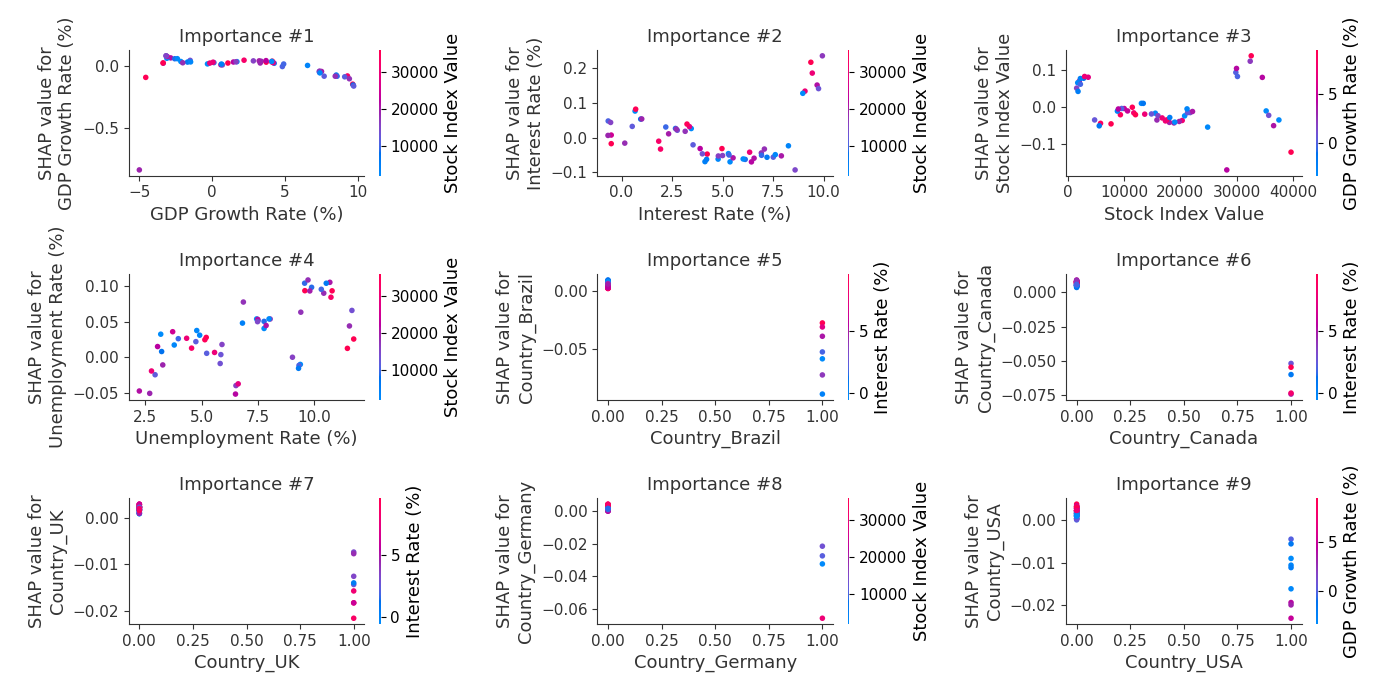 Importance #1
SHAP value for
GDP Growth Rate (%)
0.0
−0.5
−5
0
5
10
GDP Growth Rate (%)
30000
20000
10000
Stock Index Value
Importance #2
SHAP value for
Interest Rate (%)
0.2
0.1
0.0
−0.1
0.0
2.5
5.0
7.5
10.0
Interest Rate (%)
30000
20000
10000
Stock Index Value
Importance #3
SHAP value for
Stock Index Value
0.1
0.0
−0.1
0
10000
20000
30000
40000
Stock Index Value
5
0
GDP Growth Rate (%)
Importance #4
SHAP value for
Unemployment Rate (%)
0.10
0.05
0.00
−0.05
2.5
5.0
7.5
10.0
Unemployment Rate (%)
30000
20000
10000
Stock Index Value
Importance #5
SHAP value for
Country_Brazil
0.00
−0.05
0.00
0.25
0.50
0.75
1.00
Country_Brazil
5
0
Interest Rate (%)
Importance #6
SHAP value for
Country_Canada
0.000
−0.025
−0.050
−0.075
0.00
0.25
0.50
0.75
1.00
Country_Canada
5
0
Interest Rate (%)
Importance #7
SHAP value for
Country_UK
0.00
−0.01
−0.02
0.00
0.25
0.50
0.75
1.00
Country_UK
5
0
Interest Rate (%)
Importance #8
SHAP value for
Country_Germany
0.00
−0.02
−0.04
−0.06
0.00
0.25
0.50
0.75
1.00
Country_Germany
30000
20000
10000
Stock Index Value
Importance #9
SHAP value for
Country_USA
0.00
−0.01
−0.02
0.00
0.25
0.50
0.75
1.00
Country_USA
5
0
GDP Growth Rate (%)